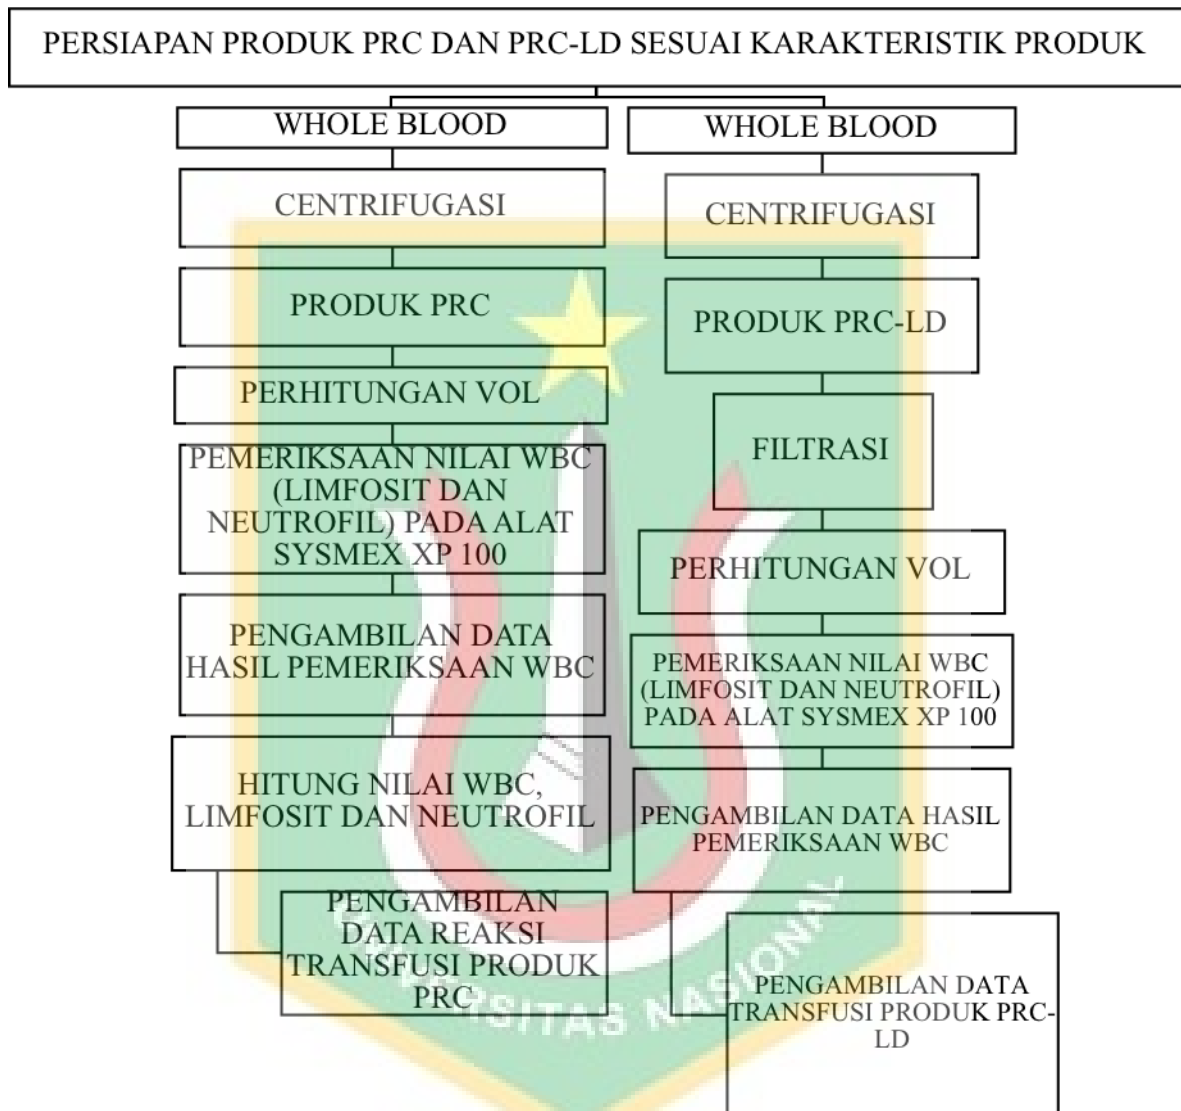 PERSIAPAN PRODUK PRC DAN PRC-LD SESUAI KARAKTERISTIK PRODUK
WHOLE BLOOD
CENTRIFUGASI
PRODUK PRC
PERHITUNGAN VOL
PEMERIKSAAN NILAI WBC
(LIMFOSIT DAN
NEUTROFIL) PADA ALAT
SYSMEX XP 100
PENGAMBILAN DATA
HASIL PEMERIKSAAN WBC
HITUNG NILAI WBC,
LIMFOSIT DAN NEUTROFIL
PENGAMBILAN
DATA REAKSI
TRANSFUSI PRODUK
PRC
WHOLE BLOOD
CENTRIFUGASI
PRODUK PRC-LD
FILTRASI
PERHITUNGAN VOL
PEMERIKSAAN NILAI WBC
(LIMFOSIT DAN NEUTROFIL)
PADA ALAT SYSMEX XP 100
PENGAMBILAN DATA HASIL
PEMERIKSAAN WBC
PENGAMBILAN DATA
TRANSFUSI PRODUK PRC-
LD
UNIVERSITAS NASIONAL